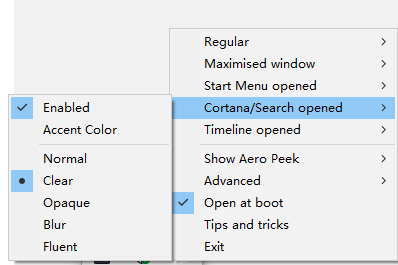 Regular
Maximised window
Start Menu opened
Cortana/Search opened
Timeline opened
Show Aero Peek
Advanced
Open at boot
Tips and tricks
Exit
Enabled
Accent Color
Normal
Clear
Opaque
Blur
Fluent